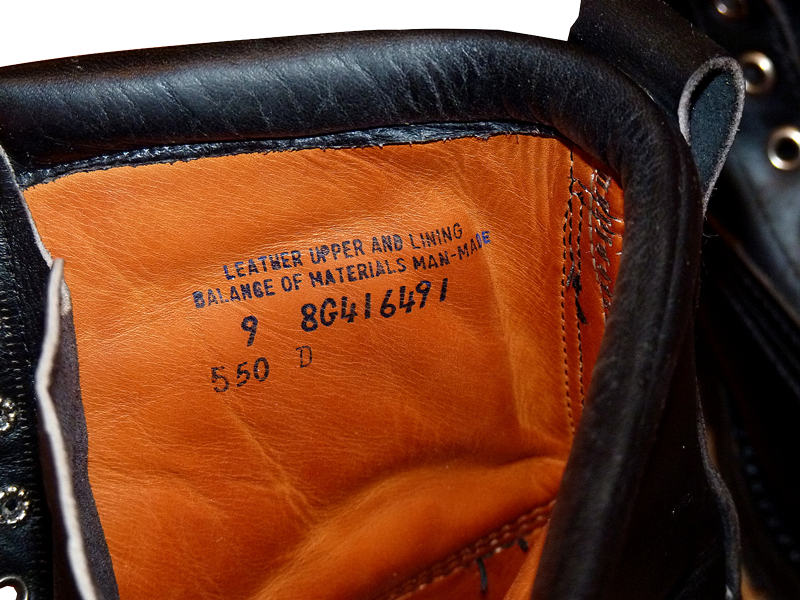 LEATHER UPPER AND LINING
BALANCE OF MATERIALS MAN-MADE
9 8G416491
550 D